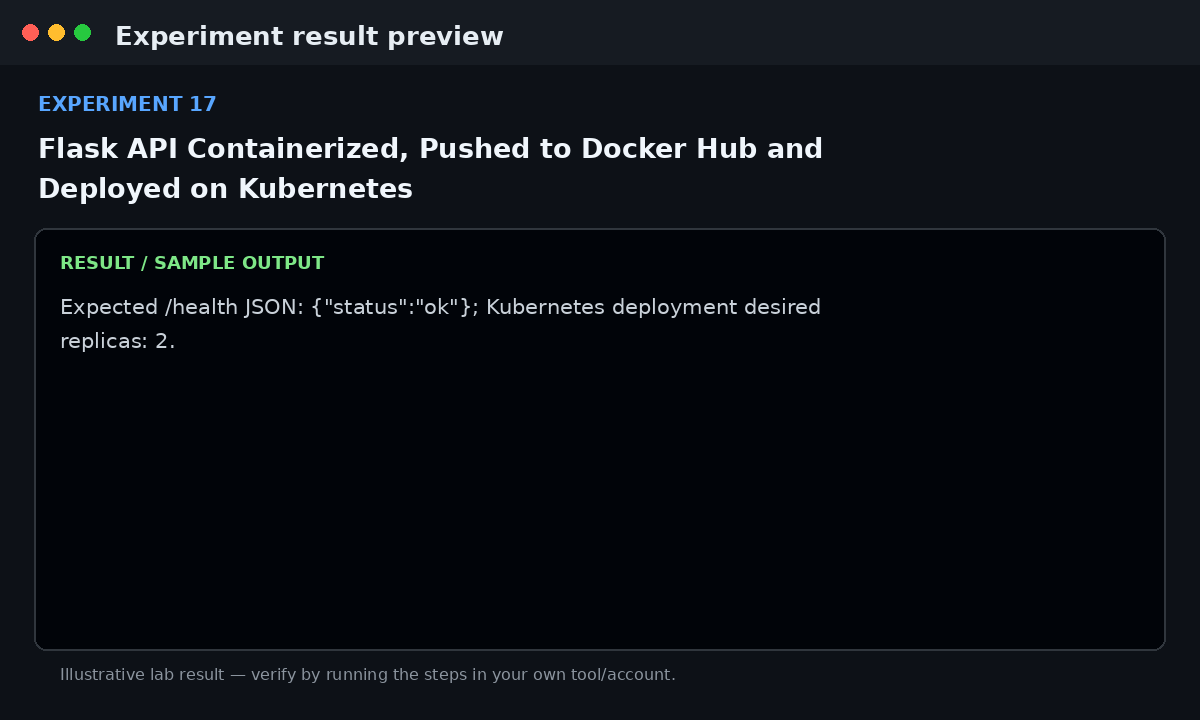 Experiment result preview
EXPERIMENT 17
Flask API Containerized, Pushed to Docker Hub and
Deployed on Kubernetes
RESULT / SAMPLE OUTPUT
Expected /health JSON: {"status":"ok"}; Kubernetes deployment desired
replicas: 2.
Illustrative lab result — verify by running the steps in your own tool/account.